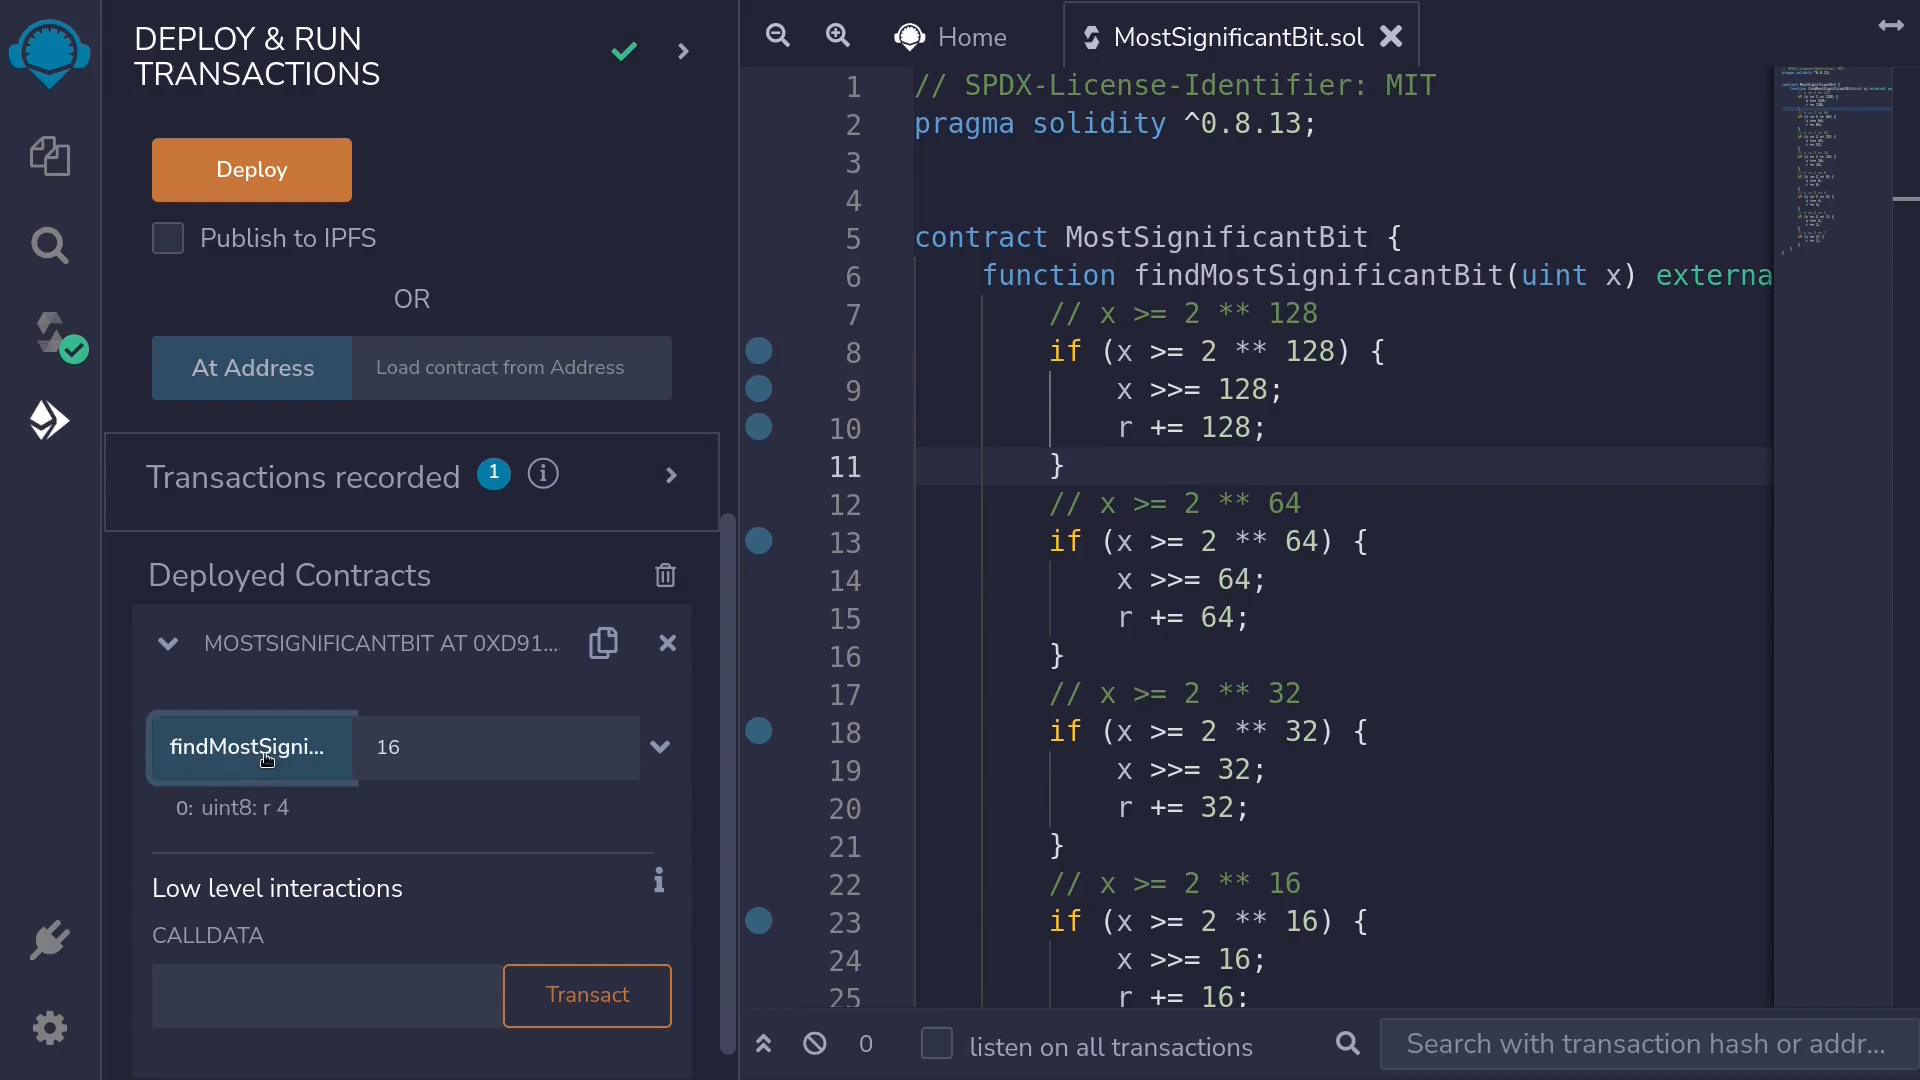 DEPLOY & RUN
TRANSACTIONS
Deploy
Publish to IPFS
OR
At Address
Load contract from Address
Transactions recorded 1
Deployed Contracts
MOSTSIGNIFICANTBIT AT 0XD91...
findMostSigni...
16
0: uint8: r 4
Low level interactions
CALLDATA
Transact
Home
MostSignificantBit.sol
1 // SPDX-License-Identifier: MIT
2 pragma solidity ^0.8.13;
3
4
5 contract MostSignificantBit {
6 function findMostSignificantBit(uint x) externa
7 // x >= 2 ** 128
8 if (x >= 2 ** 128) {
9 x >>= 128;
10 r += 128;
11 }
12 // x >= 2 ** 64
13 if (x >= 2 ** 64) {
14 x >>= 64;
15 r += 64;
16 }
17 // x >= 2 ** 32
18 if (x >= 2 ** 32) {
19 x >>= 32;
20 r += 32;
21 }
22 // x >= 2 ** 16
23 if (x >= 2 ** 16) {
24 x >>= 16;
25 r += 16;
0
listen on all transactions
Search with transaction hash or addr...